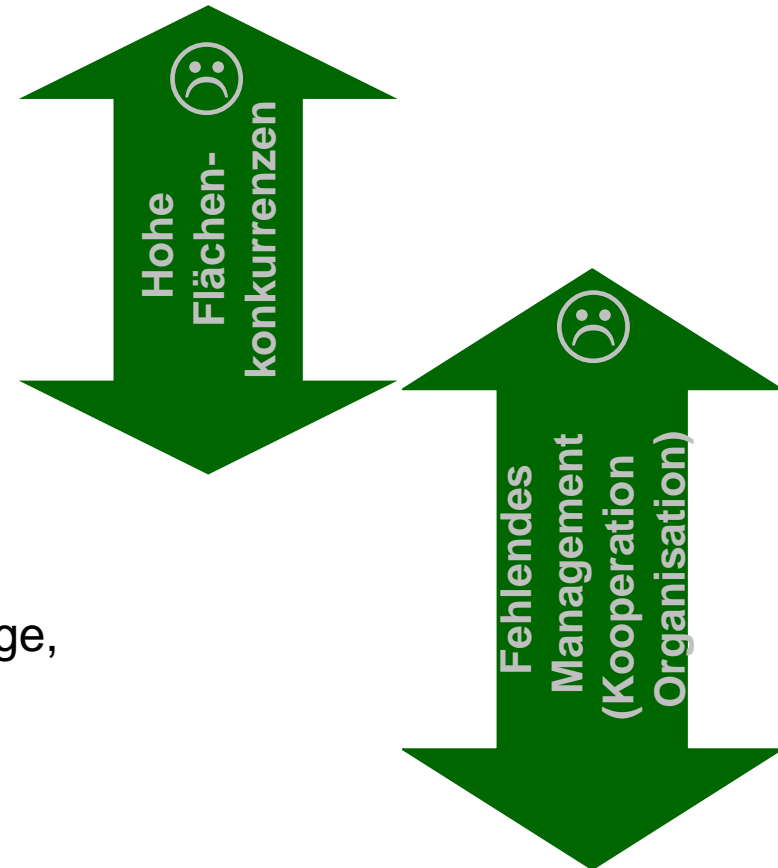 Hohe
Flächen-
konkurrenzen
Fehlendes
Management
(Kooperation
Organisation)
ge,